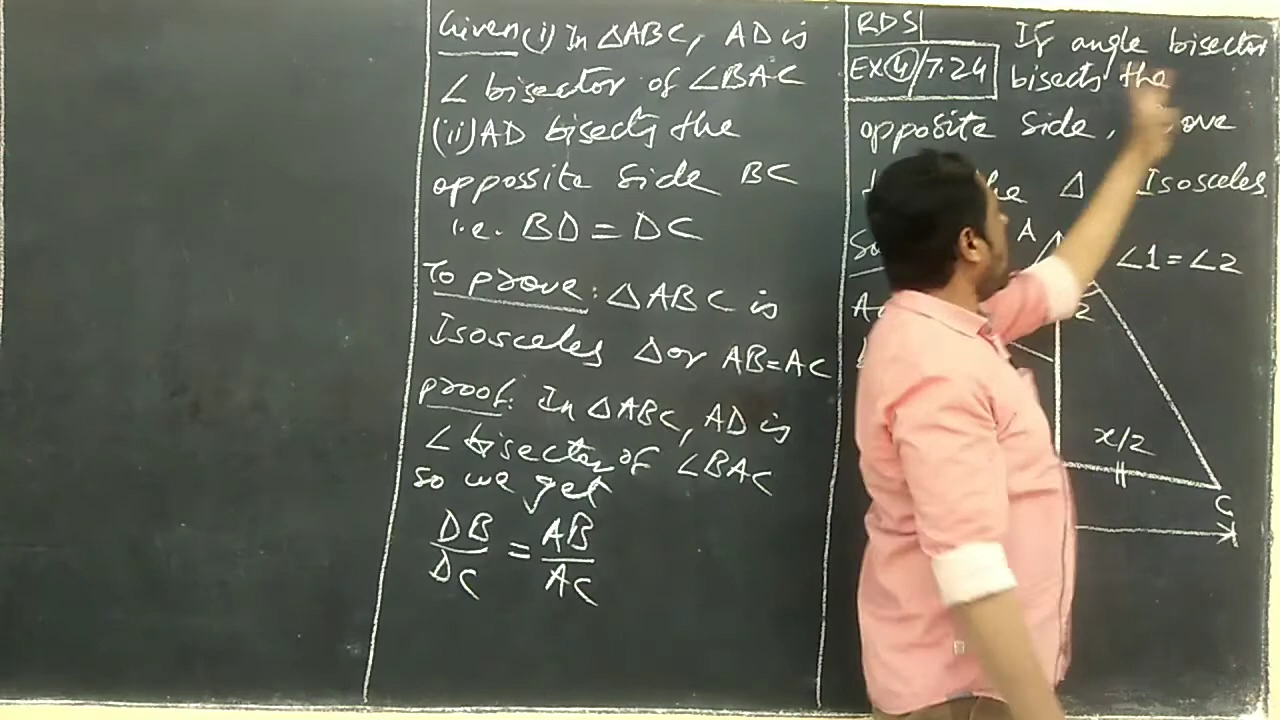 Given (i) In △ABC, AD is
∠ bisector of ∠BAC
(ii) AD bisects the
oppossite side BC
i.e. BD = DC
To prove: △ABC is
Isosceles △ or AB=AC
proof: In △ABC, AD is
∠ bisector of ∠BAC
so we get
DB/DC = AB/AC
RDS
EX ④/7.24
If angle bisector
bisects the
opposite side,
the △ Isosceles
A
∠1 = ∠2
2
x/2
C